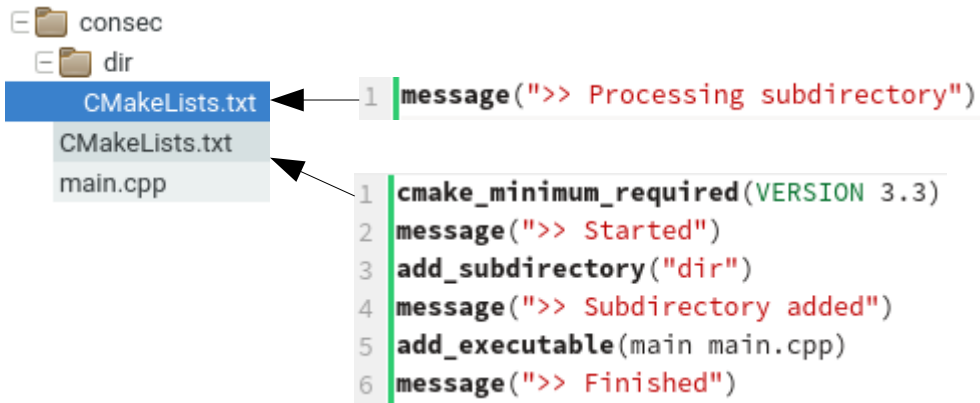 consec
dir
CMakeLists.txt
1 message(">> Processing subdirectory")
CMakeLists.txt
main.cpp
1 cmake_minimum_required(VERSION 3.3)
2 message(">> Started")
3 add_subdirectory("dir")
4 message(">> Subdirectory added")
5 add_executable(main main.cpp)
6 message(">> Finished")